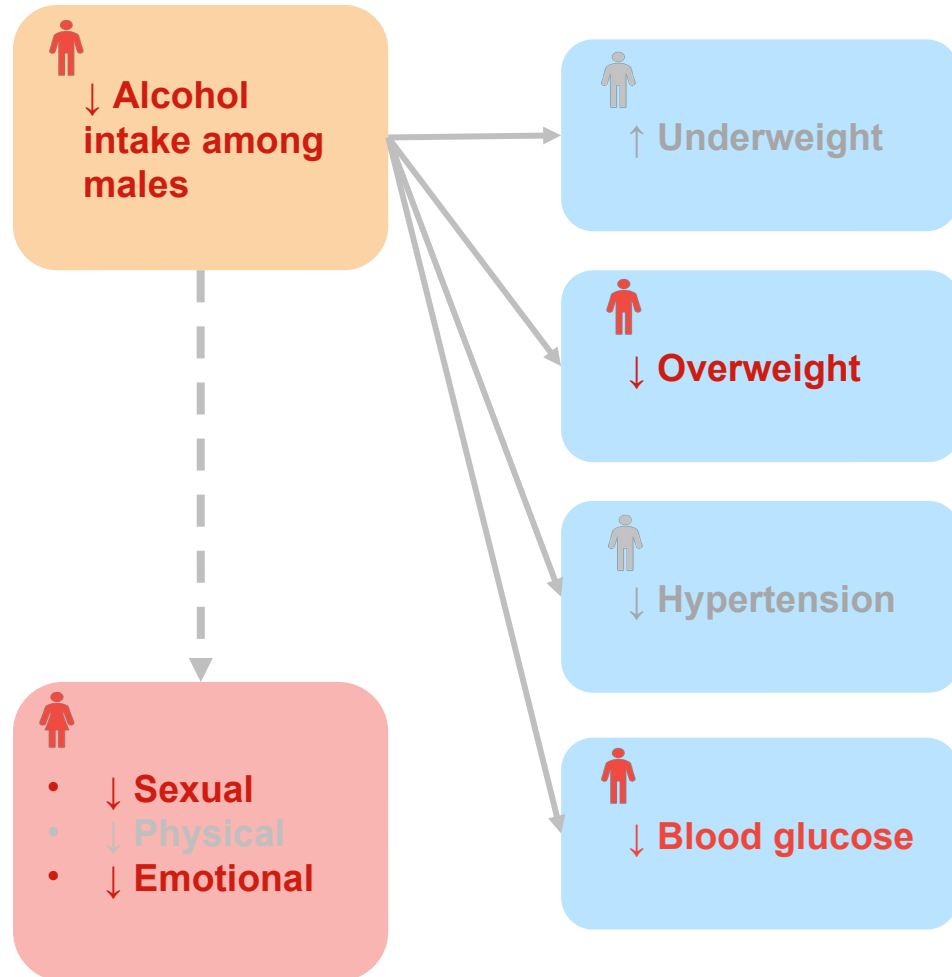 ↓ Alcohol
intake among
males
↑ Underweight
↓ Overweight
↓ Hypertension
↓ Blood glucose
• ↓ Sexual
• ↓ Physical
• ↓ Emotional